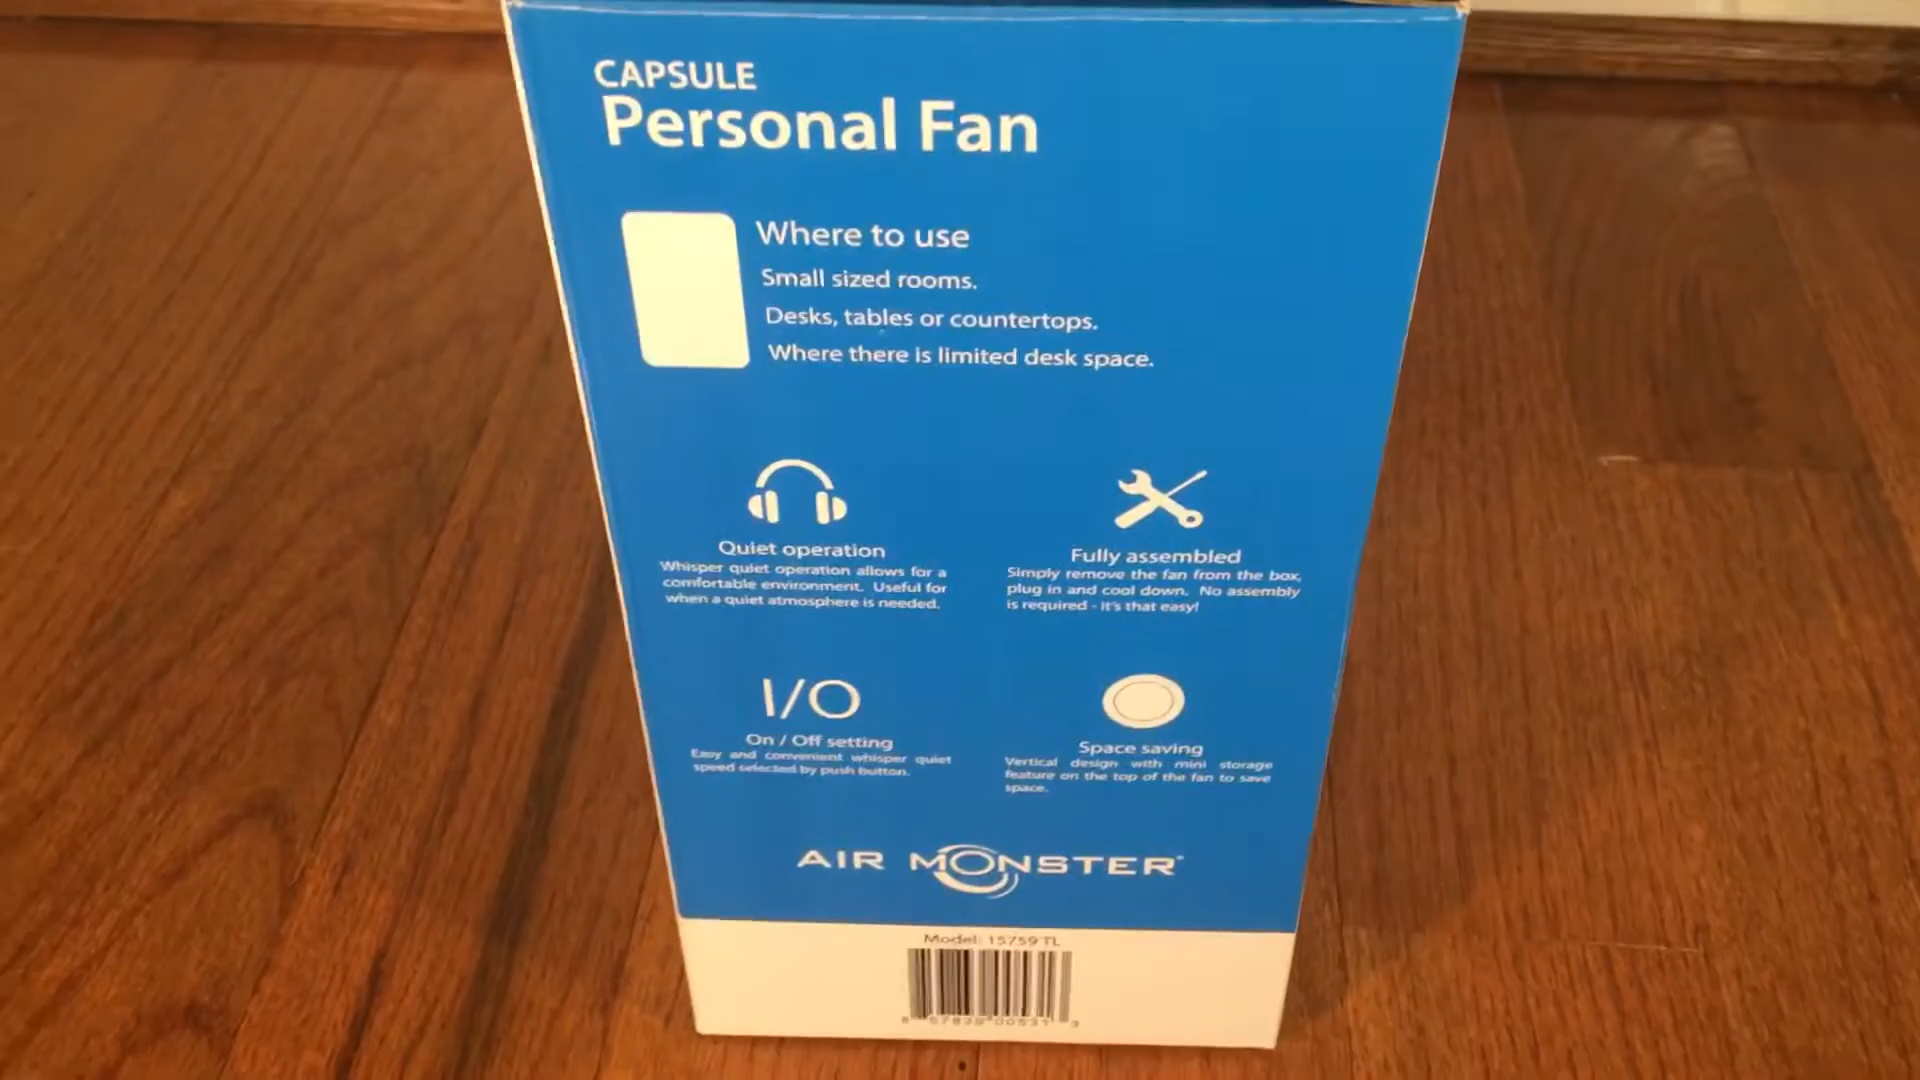 CAPSULE
Personal Fan
Where to use
Small sized rooms.
Desks, tables or countertops.
Where there is limited desk space.
Quiet operation
Whisper quiet operation allows for a
comfortable environment. Useful for
when a quiet atmosphere is needed.
Fully assembled
Simply remove the fan from the box,
plug in and cool down. No assembly
is required - it's that easy!
I/O
On / Off setting
Easy and convenient whisper quiet
speed selected by push button.
Space saving
Vertical design with mini storage
feature on the top of the fan to save
space.
AIR MONSTER
Model: 15759 TL